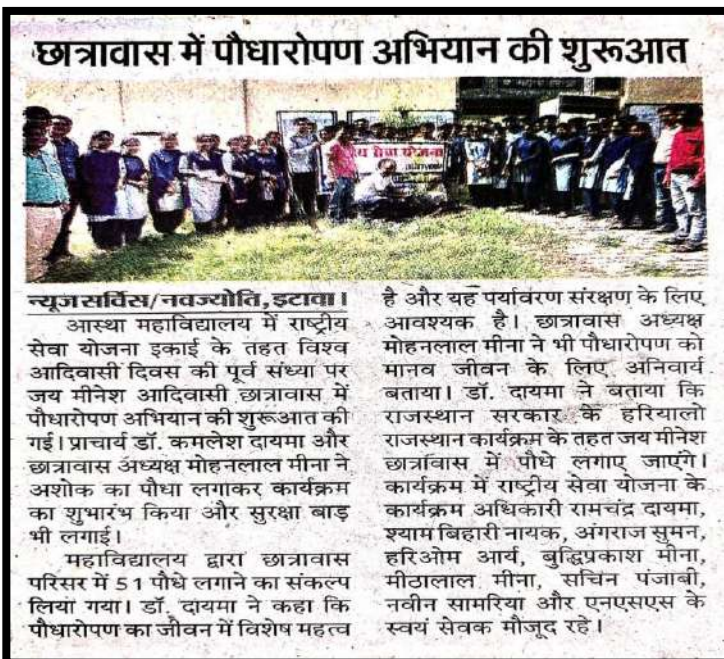 छात्रावास में पौधारोपण अभियान की शुरूआत
सेवा योजना
न्यूज सर्विस/नवज्योति, इटावा।
आस्था महाविद्यालय में राष्ट्रीय
सेवा योजना इकाई के तहत विश्व
आदिवासी दिवस की पूर्व संध्या पर
जय मीनेश आदिवासी छात्रावास में
पौधारोपण अभियान की शुरूआत की
गई। प्राचार्य डॉ. कमलेश दायमा और
छात्रावास अध्यक्ष मोहनलाल मीना ने
अशोक का पौधा लगाकर कार्यक्रम
का शुभारंभ किया और सुरक्षा बाड़
भी लगाई।
महाविद्यालय द्वारा छात्रावास
परिसर में 51 पौधे लगाने का संकल्प
लिया गया। डॉ. दायमा ने कहा कि
पौधारोपण का जीवन में विशेष महत्व
है और यह पर्यावरण संरक्षण के लिए
आवश्यक है। छात्रावास अध्यक्ष
मोहनलाल मीना ने भी पौधारोपण को
मानव जीवन के लिए अनिवार्य
बताया। डॉ. दायमा ने बताया कि
राजस्थान सरकार के हरियालो
राजस्थान कार्यक्रम के तहत जय मीनेश
छात्रावास में पौधे लगाए जाएंगे।
कार्यक्रम में राष्ट्रीय सेवा योजना के
कार्यक्रम अधिकारी रामचंद्र दायमा,
श्याम बिहारी नायक, अंगराज सुमन,
हरिओम आर्य, बुद्धिप्रकाश मीना,
मीठालाल मीना, सचिन पंजाबी,
नवीन सामरिया और एनएसएस के
स्वयं सेवक मौजूद रहे।